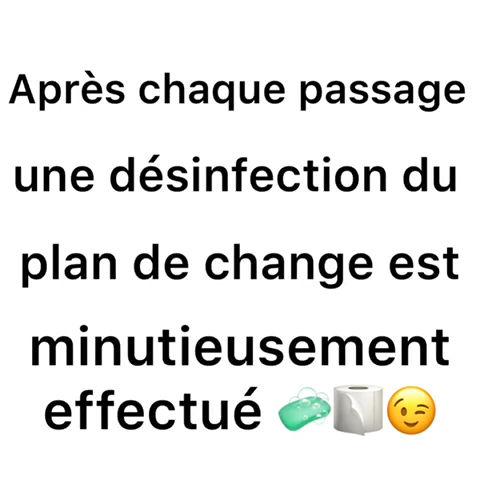 Après chaque passage
une désinfection du
plan de change est
minutieusement
effectué 🧼🧻😉